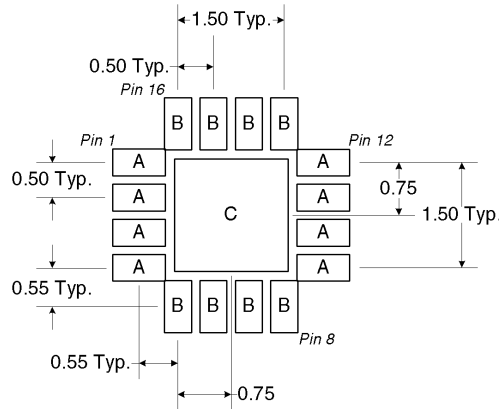 1.50 Typ.
0.50 Typ.
Pin 16
B B B B
Pin 1
Pin 12
A A
0.50 Typ.
0.75
A A
C
1.50 Typ.
A A
A A
0.55 Typ.
B B B B
Pin 8
0.55 Typ.
0.75